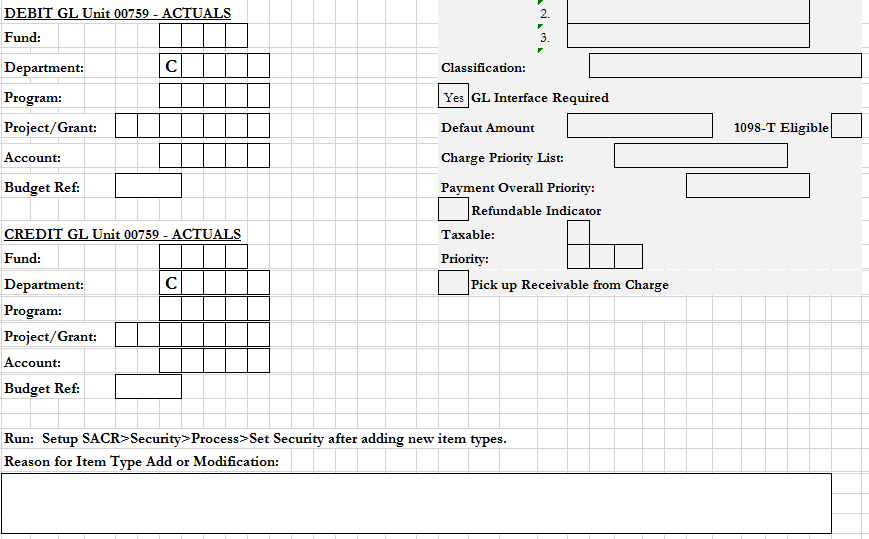 DEBIT GL Unit 00759 - ACTUALS
2.
Fund:
3.
Department: C
Classification:
Program:
Yes GL Interface Required
Project/Grant:
Defaut Amount
1098-T Eligible
Account:
Charge Priority List:
Budget Ref:
Payment Overall Priority:
Refundable Indicator
CREDIT GL Unit 00759 - ACTUALS
Taxable:
Fund:
Priority:
Department: C
Pick up Receivable from Charge
Program:
Project/Grant:
Account:
Budget Ref:
Run: Setup SACR>Security>Process>Set Security after adding new item types.
Reason for Item Type Add or Modification: